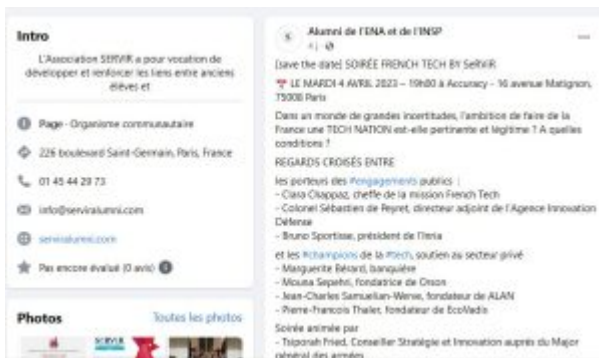 Intro
L'Association SERVIR a pour vocation de
développer et renforcer les liens entre anciens
élèves et
Page · Organisme communautaire
226 boulevard Saint-Germain, Paris, France
01 45 44 29 73
info@serviralumni.com
serviralumni.com
Pas encore évalué (0 avis)
Photos
Toutes les photos
SERVIR
Alumni de l'ENA et de l'INSP
[save the date] SOIRÉE FRENCH TECH BY SERVIR
LE MARDI 4 AVRIL 2023 – 19h00 à Accuracy - 16 avenue Matignon,
75008 Paris
Dans un monde de grandes incertitudes, l'ambition de faire de la
France une TECH NATION est-elle pertinente et légitime ? A quelles
conditions ?
REGARDS CROISÉS ENTRE
les porteurs des #engagements publics :
- Clara Chappaz, cheffe de la mission French Tech
- Colonel Sébastien de Peyret, directeur adjoint de l'Agence Innovation
Défense
- Bruno Sportisse, président de l'Inria
et les #champions de la #tech, soutien au secteur privé
- Marguerite Bérard, banquière
- Mouna Sepehri, fondatrice de Orson
- Jean-Charles Samuelian-Werve, fondateur de ALAN
- Pierre-Francois Thaler, fondateur de EcoVadis
Soirée animée par
- Tsiporah Fried, Conseiller Stratégie et Innovation auprès du Major
général des armées